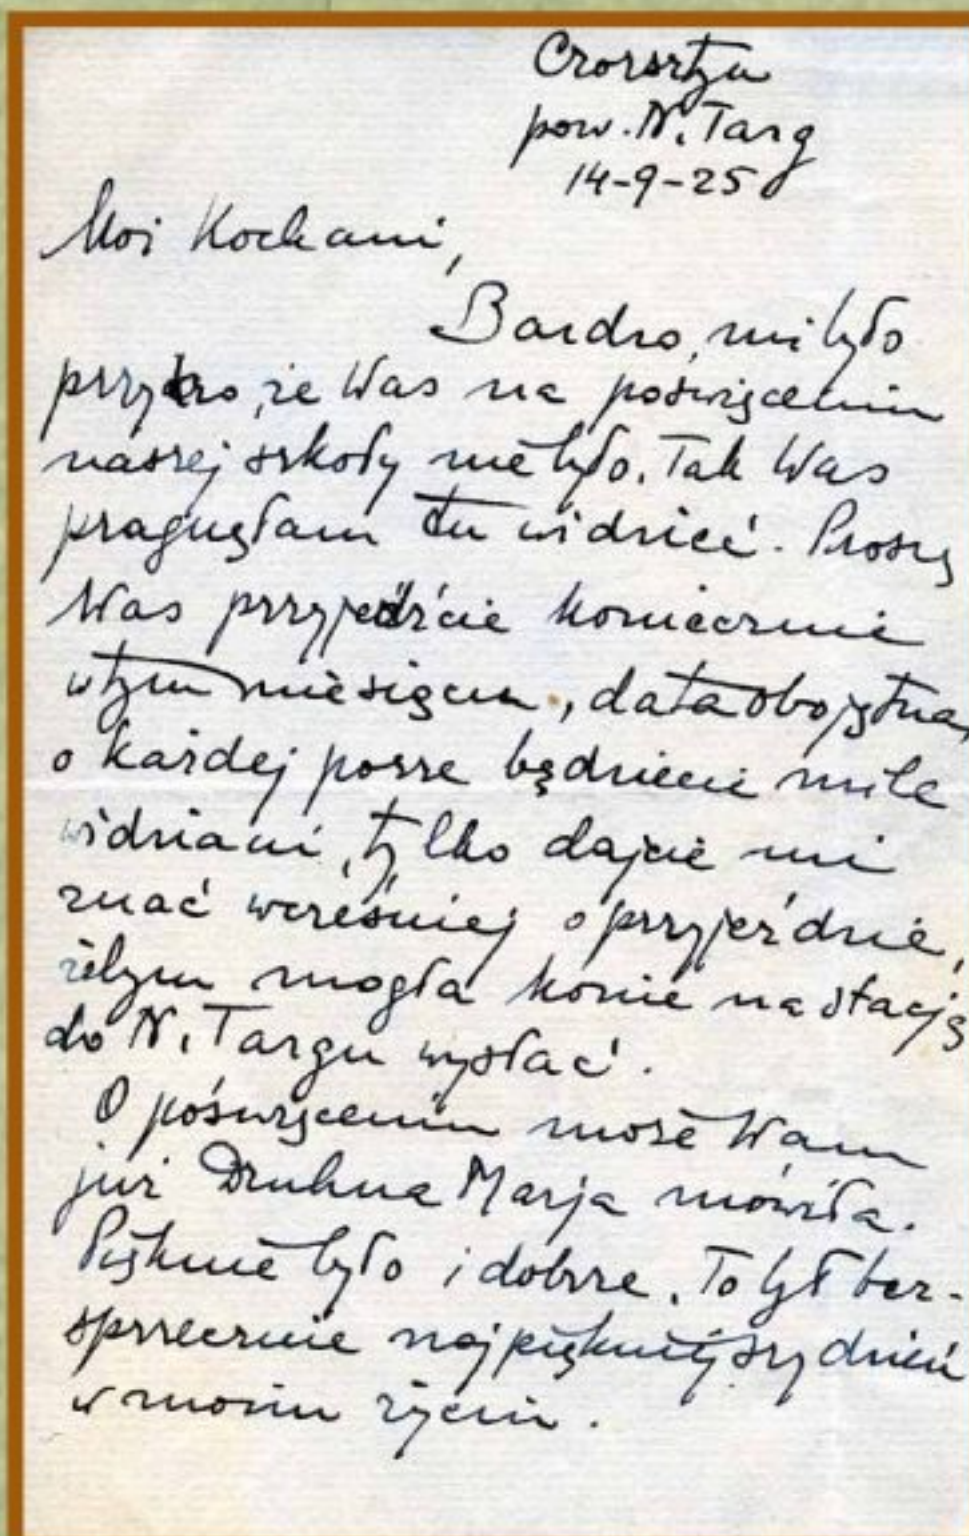 Czorsztyn
pow. N. Targ
14-9-25
Moi Kochani,
Bardzo mi było
przykro, że Was na poświęceniu
naszej szkoły nie było. Tak Was
pragnęłam tu widzieć. Proszę
Was przyjedźcie koniecznie
w tym miesiącu, data obojętna,
o każdej porze będziecie mile
widziani, tylko dajcie mi
znać wcześniej o przyjeździe,
żebym mogła konie na stację
do N. Targu wysłać.
O poświęceniu może Wam
już Druhna Marja mówiła.
Pięknie było i dobrze. To był bez-
sprzecznie najpiękniejszy dzień
w moim życiu.